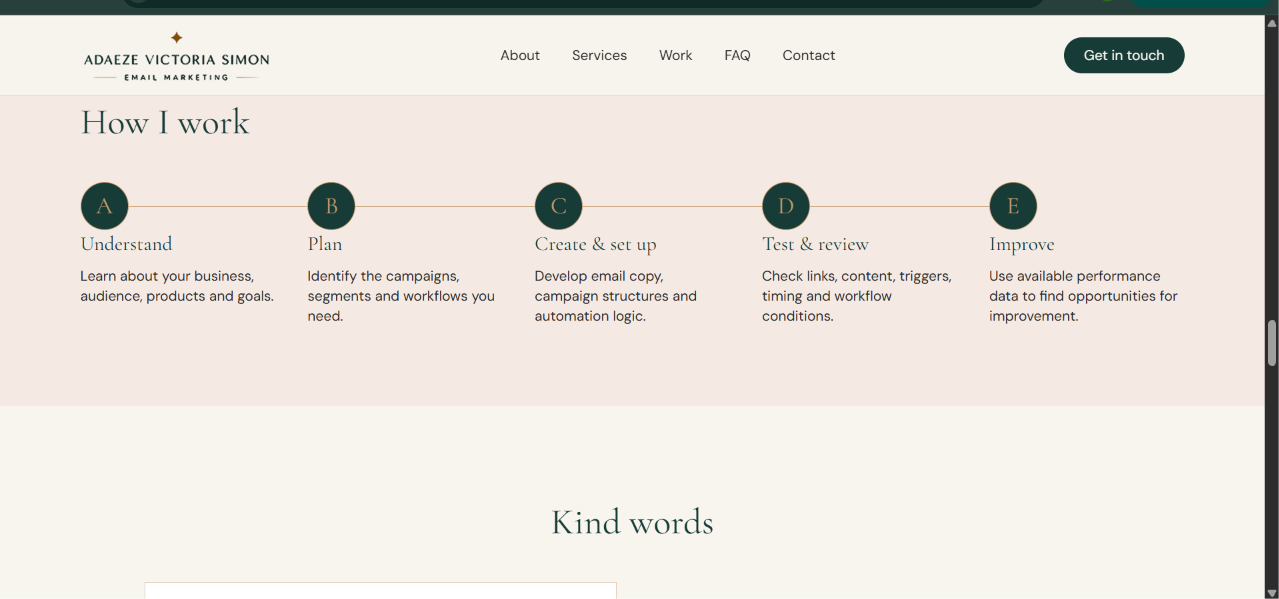 ADAEZE VICTORIA SIMON
EMAIL MARKETING
About
Services
Work
FAQ
Contact
Get in touch
How I work
A
B
C
D
E
Understand
Learn about your business,
audience, products and goals.
Plan
Identify the campaigns,
segments and workflows you
need.
Create & set up
Develop email copy,
campaign structures and
automation logic.
Test & review
Check links, content, triggers,
timing and workflow
conditions.
Improve
Use available performance
data to find opportunities for
improvement.
Kind words